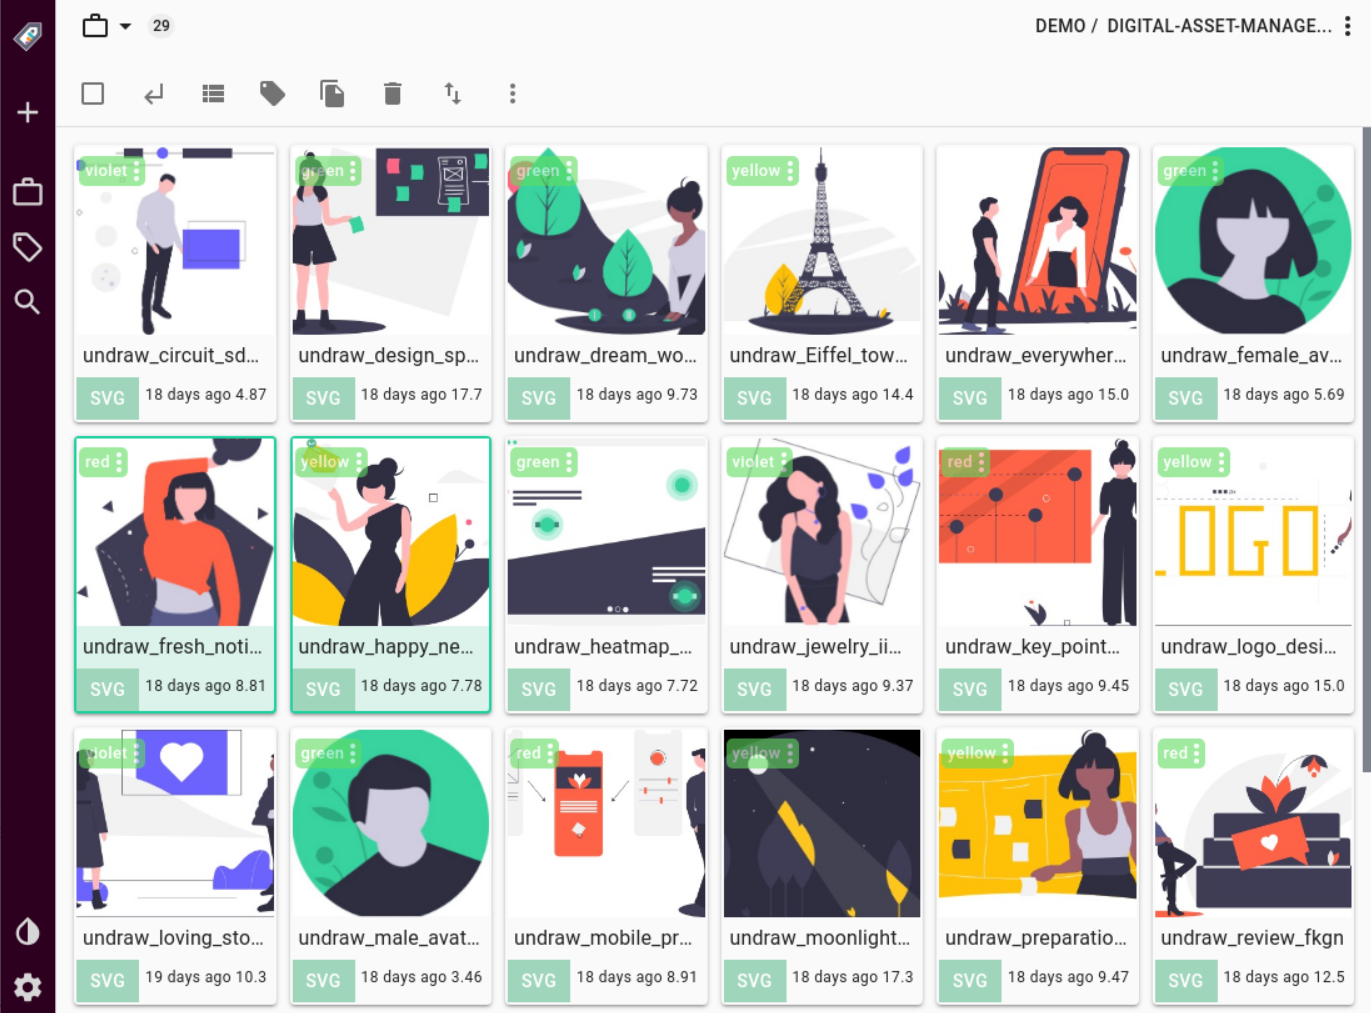 29
DEMO / DIGITAL-ASSET-MANAGE...
violet green green yellow green
undraw_circuit_sd... undraw_design_sp... undraw_dream_wo... undraw_Eiffel_tow... undraw_everywher... undraw_female_av...
SVG 18 days ago 4.87 SVG 18 days ago 17.7 SVG 18 days ago 9.73 SVG 18 days ago 14.4 SVG 18 days ago 15.0 SVG 18 days ago 5.69
red yellow green violet red yellow
OGO
undraw_fresh_noti... undraw_happy_ne... undraw_heatmap_... undraw_jewelry_ii... undraw_key_point... undraw_logo_desi...
SVG 18 days ago 8.81 SVG 18 days ago 7.78 SVG 18 days ago 7.72 SVG 18 days ago 9.37 SVG 18 days ago 9.45 SVG 18 days ago 15.0
violet green red yellow yellow red
undraw_loving_sto... undraw_male_avat... undraw_mobile_pr... undraw_moonlight... undraw_preparatio... undraw_review_fkgn
SVG 19 days ago 10.3 SVG 18 days ago 3.46 SVG 18 days ago 8.91 SVG 18 days ago 17.3 SVG 18 days ago 9.47 SVG 18 days ago 12.5